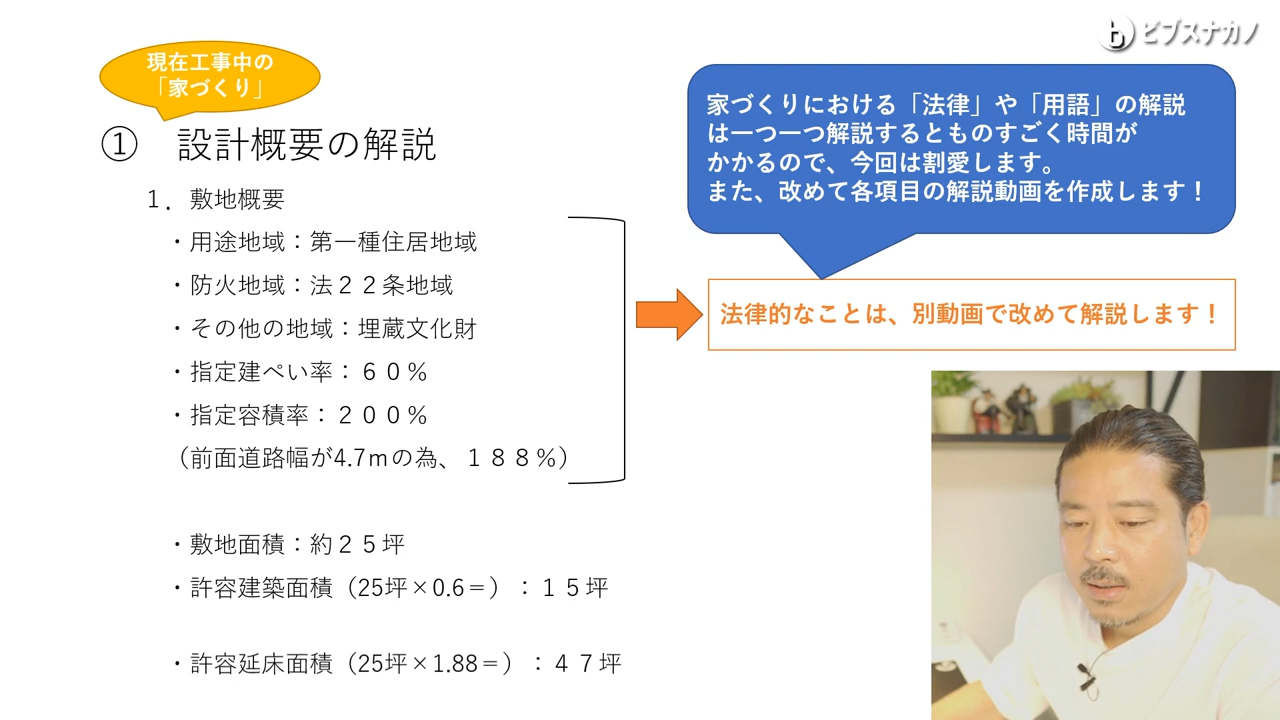 ビブスナカノ
現在工事中の
「家づくり」
① 設計概要の解説
家づくりにおける「法律」や「用語」の解説
は一つ一つ解説するとものすごく時間が
かかるので、今回は割愛します。
また、改めて各項目の解説動画を作成します！
１．敷地概要
・用途地域：第一種住居地域
・防火地域：法２２条地域
・その他の地域：埋蔵文化財
・指定建ぺい率：６０％
・指定容積率：２００％
（前面道路幅が4.7ｍの為、１８８％）
法律的なことは、別動画で改めて解説します！
・敷地面積：約２５坪
・許容建築面積（25坪×0.6＝）：１５坪
・許容延床面積（25坪×1.88＝）：４７坪